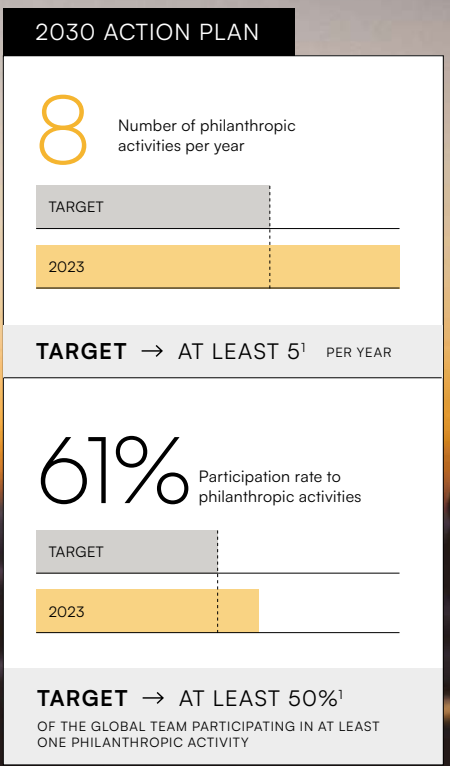 2030 ACTION PLAN
8
Number of philanthropic
activities per year
TARGET
2023
TARGET → AT LEAST 5¹ PER YEAR
61%
Participation rate to
philanthropic activities
TARGET
2023
TARGET → AT LEAST 50%¹
OF THE GLOBAL TEAM PARTICIPATING IN AT LEAST
ONE PHILANTHROPIC ACTIVITY